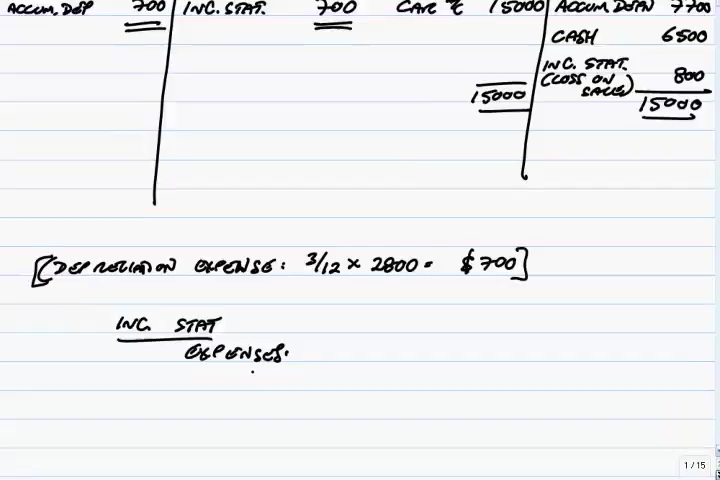 ACCUM. DEP 700 INC. STAT. 700 CAR 15000 ACCUM DEPN 7700
CASH 6500
INC. STAT.
(LOSS ON 800
SALES)
15000 15000
[(DEPRECIATION EXPENSE: 3/12 × 2800 = $700]
INC. STAT
EXPENSES:
1 / 15